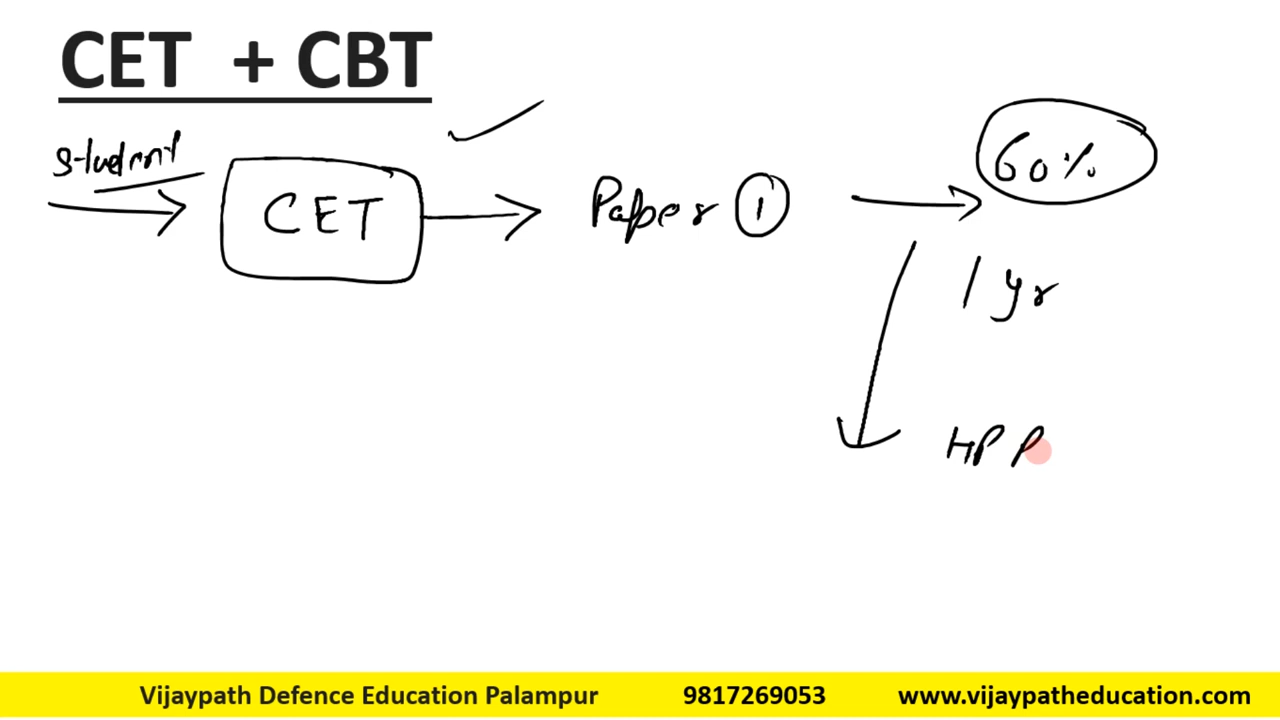 CET + CBT
student
CET
Paper 1
60%
1 yr
HPP
Vijaypath Defence Education Palampur 9817269053 www.vijaypatheducation.com